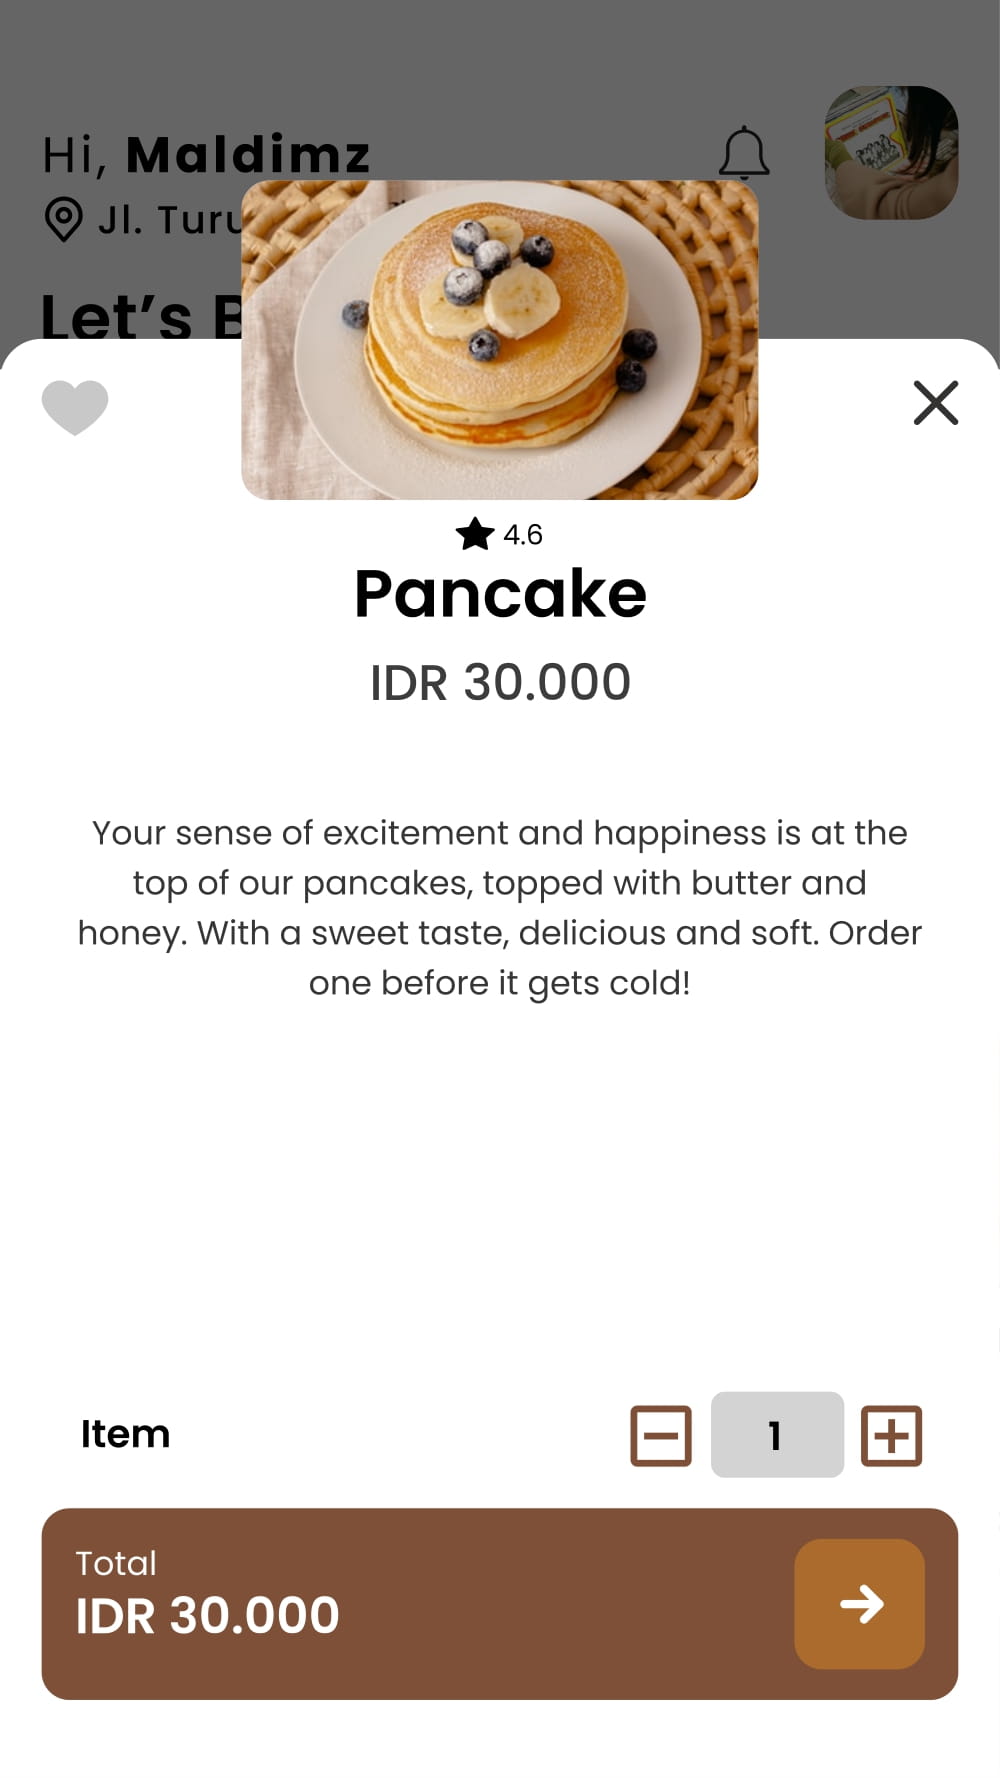 Hi, Maldimz
Jl. Turu
Let’s B
4.6
Pancake
IDR 30.000
Your sense of excitement and happiness is at the
top of our pancakes, topped with butter and
honey. With a sweet taste, delicious and soft. Order
one before it gets cold!
Item
1
Total
IDR 30.000